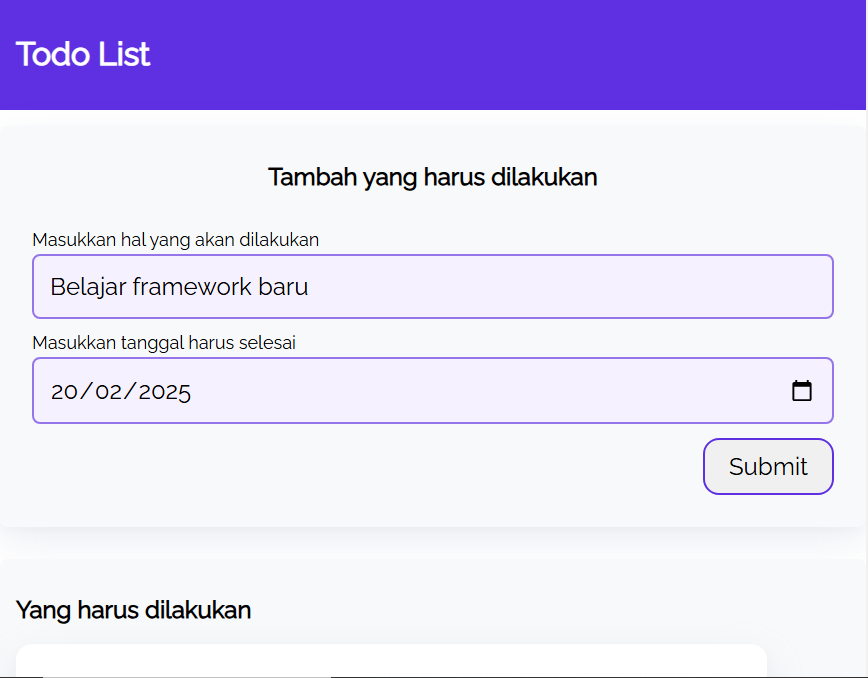 Todo List
Tambah yang harus dilakukan
Masukkan hal yang akan dilakukan
Belajar framework baru
Masukkan tanggal harus selesai
20/02/2025
Submit
Yang harus dilakukan